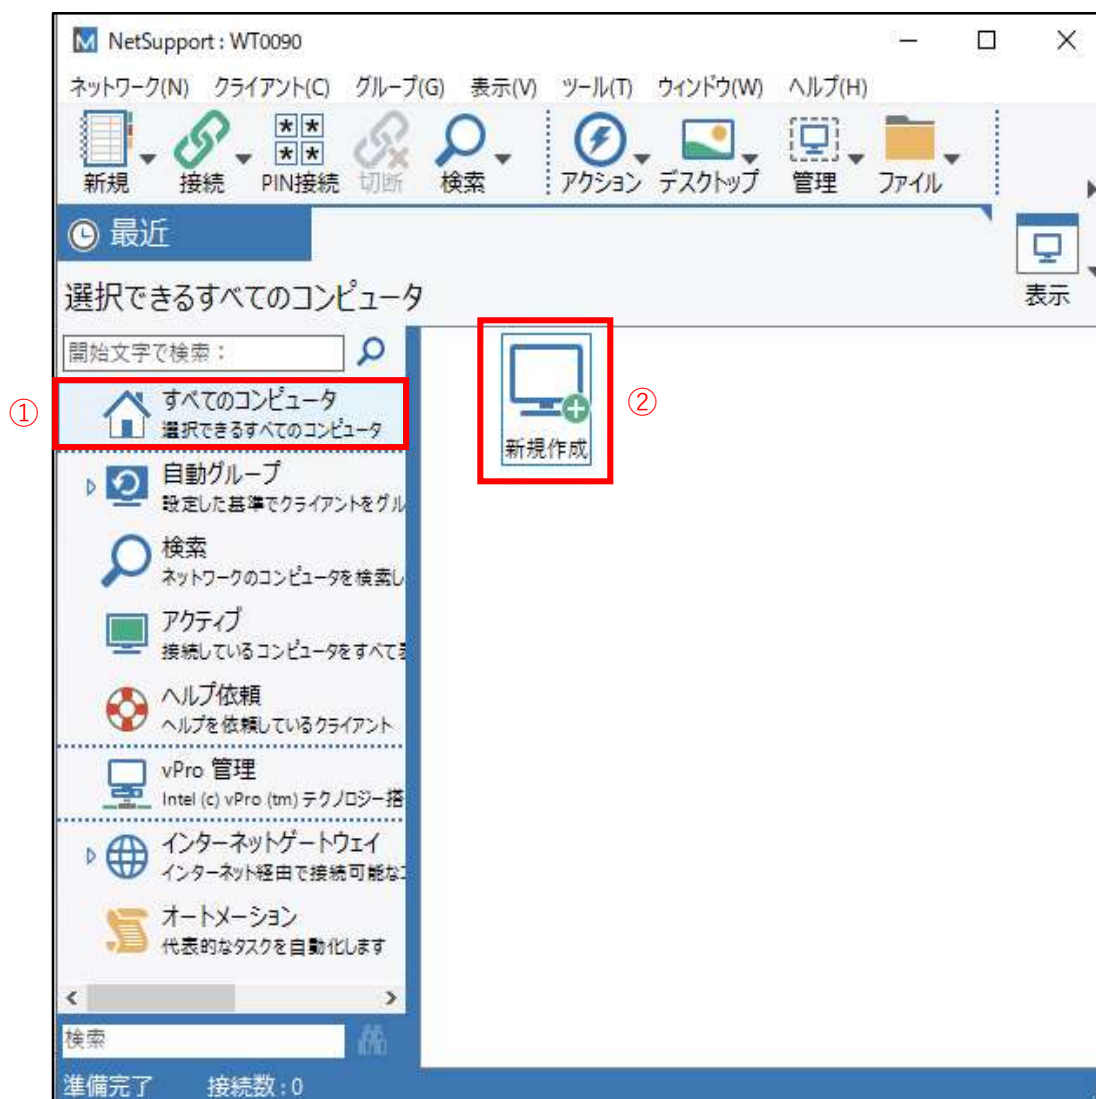 NetSupport : WT0090
ネットワーク(N) クライアント(C) グループ(G) 表示(V) ツール(T) ウィンドウ(W) ヘルプ(H)
新規 接続 PIN接続 切断 検索 アクション デスクトップ 管理 ファイル
最近
表示
選択できるすべてのコンピュータ
開始文字で検索：
①
すべてのコンピュータ
選択できるすべてのコンピュータ
②
新規作成
自動グループ
設定した基準でクライアントをグル
検索
ネットワークのコンピュータを検索し
アクティブ
接続しているコンピュータをすべて
ヘルプ依頼
ヘルプを依頼しているクライアント
vPro 管理
Intel (c) vPro (tm) テクノロジー搭
インターネットゲートウェイ
インターネット経由で接続可能な
オートメーション
代表的なタスクを自動化します
検索
準備完了 接続数 : 0